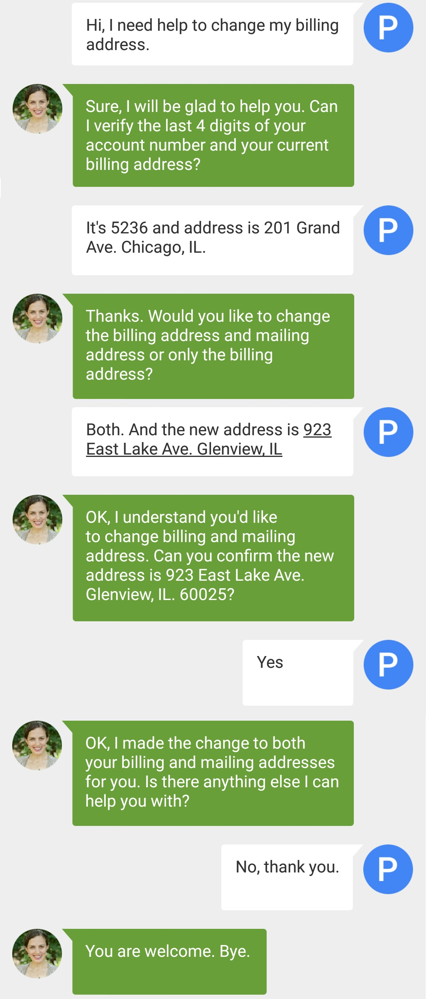 Hi, I need help to change my billing
address.
P
Sure, I will be glad to help you. Can
I verify the last 4 digits of your
account number and your current
billing address?
It's 5236 and address is 201 Grand
Ave. Chicago, IL.
P
Thanks. Would you like to change
the billing address and mailing
address or only the billing
address?
Both. And the new address is 923
East Lake Ave. Glenview, IL
P
OK, I understand you'd like
to change billing and mailing
address. Can you confirm the new
address is 923 East Lake Ave.
Glenview, IL. 60025?
Yes
P
OK, I made the change to both
your billing and mailing addresses
for you. Is there anything else I can
help you with?
No, thank you.
P
You are welcome. Bye.